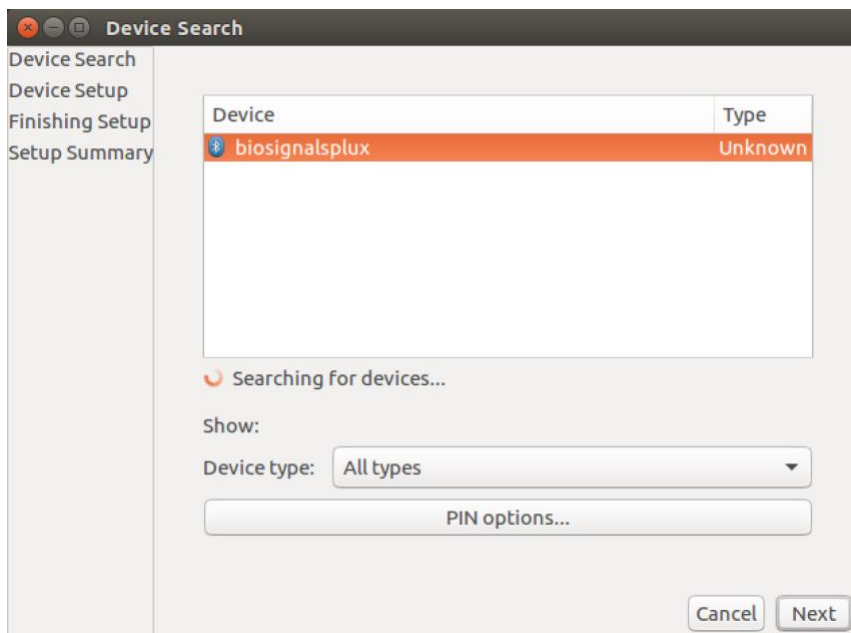 Device Search
Device Search
Device Setup
Finishing Setup
Setup Summary
Device Type
biosignalsplux Unknown
Searching for devices...
Show:
Device type: All types
PIN options...
Cancel Next